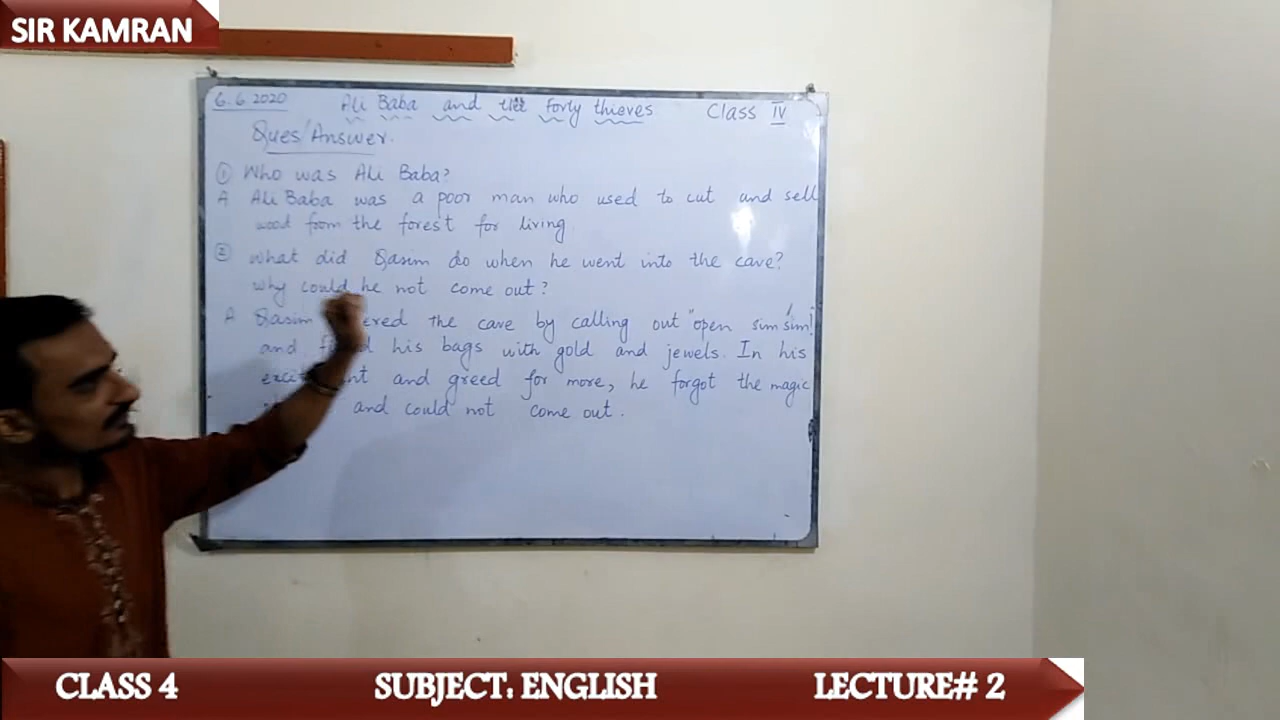 SIR KAMRAN
6.6.2020 Ali Baba and the Forty thieves Class IV
Ques/Answer.
① Who was Ali Baba?
A Ali Baba was a poor man who used to cut and sell
wood from the forest for living.
② What did Qasim do when he went into the cave?
why could he not come out?
A Qasim ered the cave by calling out "open sim sim!
and his bags with gold and jewels. In his
and greed for more, he forgot the magic
and could not come out.
CLASS 4 SUBJECT: ENGLISH LECTURE# 2